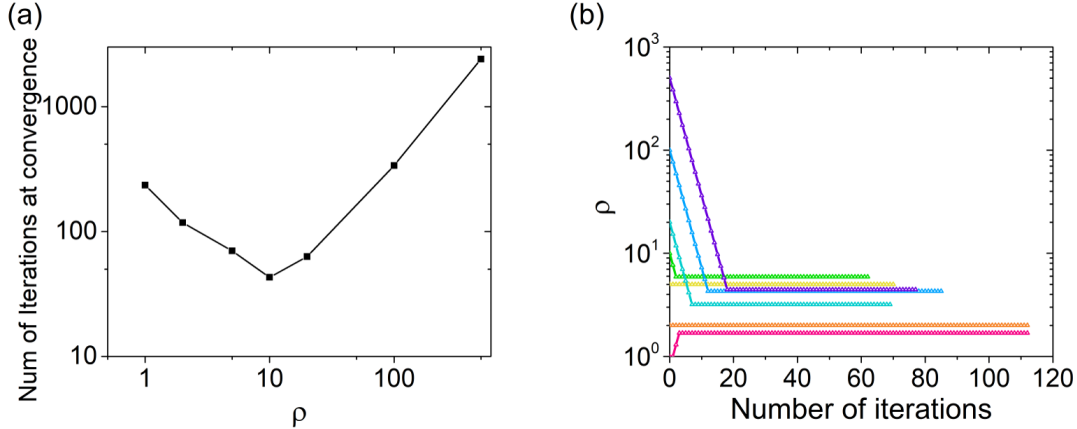 (a)
Num of Iterions at convergence
1000
100
10
1
10
100
ρ
(b)
ρ
10³
10²
10¹
10⁰
0
20
40
60
80
100
120
Number of iterations